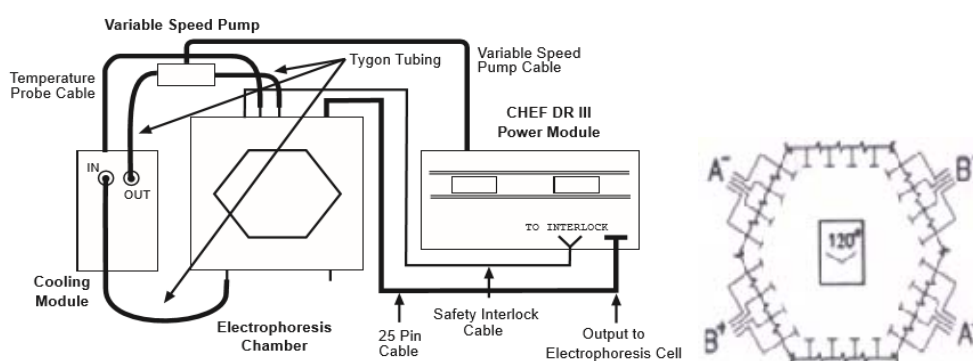 Variable Speed Pump
Temperature
Probe Cable
Tygon Tubing
Variable Speed
Pump Cable
CHEF DR III
Power Module
IN
OUT
TO INTERLOCK
Cooling
Module
Electrophoresis
Chamber
25 Pin
Cable
Safety Interlock
Cable
Output to
Electrophoresis Cell
A-
B
120°
B+
A